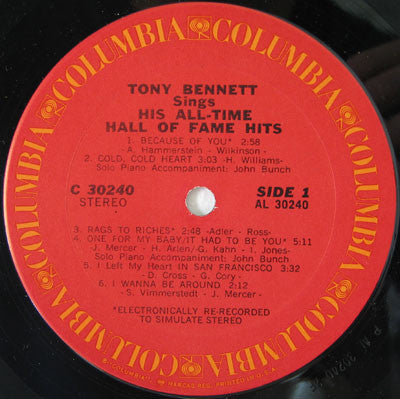 COLUMBIA COLUMBIA COLUMBIA COLUMBIA COLUMBIA COLUMBIA
TONY BENNETT
Sings
HIS ALL-TIME
HALL OF FAME HITS
1. BECAUSE OF YOU* 2:58
-A. Hammerstein - Wilkinson-
2. COLD, COLD HEART 3:03 -H. Williams-
Solo Piano Accompaniment: John Bunch
C 30240
STEREO
SIDE 1
AL 30240
3. RAGS TO RICHES* 2:48 -Adler - Ross-
4. ONE FOR MY BABY/IT HAD TO BE YOU* 5:11
-J. Mercer - H. Arlen/G. Kahn - I. Jones-
Solo Piano Accompaniment: John Bunch
5. I Left My Heart IN SAN FRANCISCO 3:32
-D. Cross - G. Cory-
6. I WANNA BE AROUND 2:12
-S. Vimmerstedt - J. Mercer-
*ELECTRONICALLY RE-RECORDED
TO SIMULATE STEREO
MARCAS REG. PRINTED IN U.S.A.